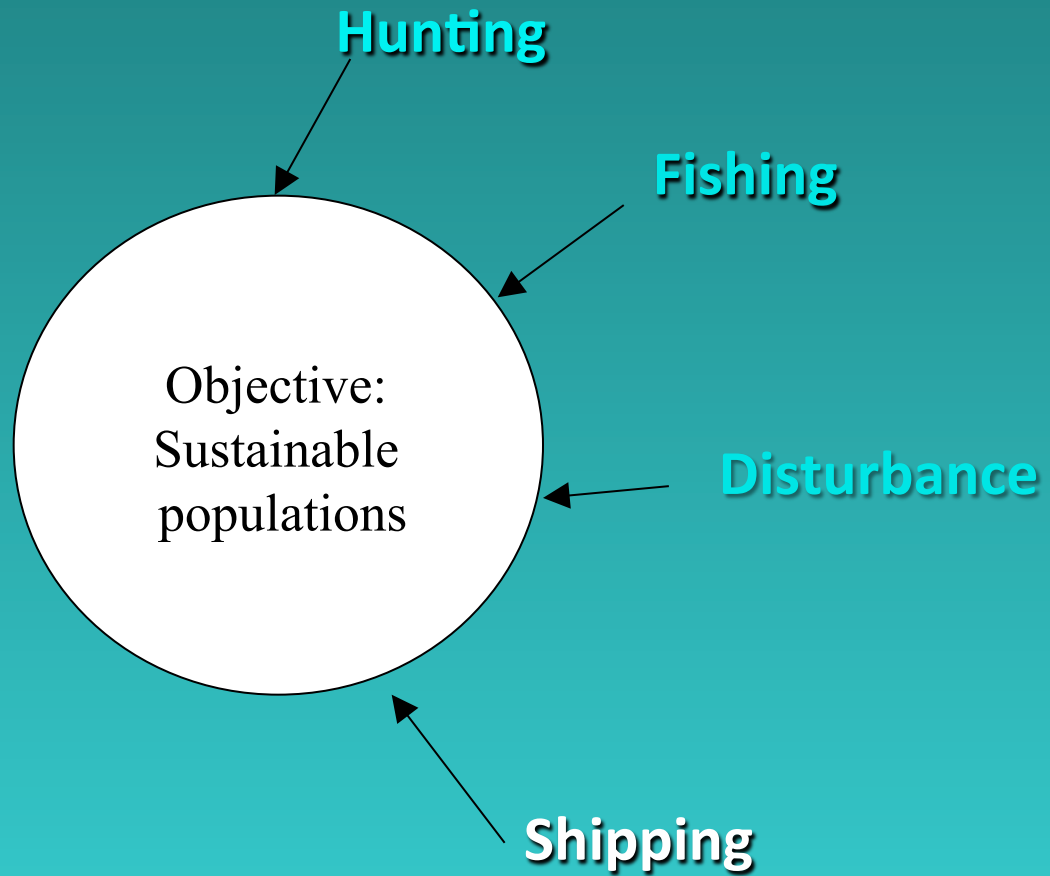 Hunting
Fishing
Objective:
Sustainable
populations
Disturbance
Shipping